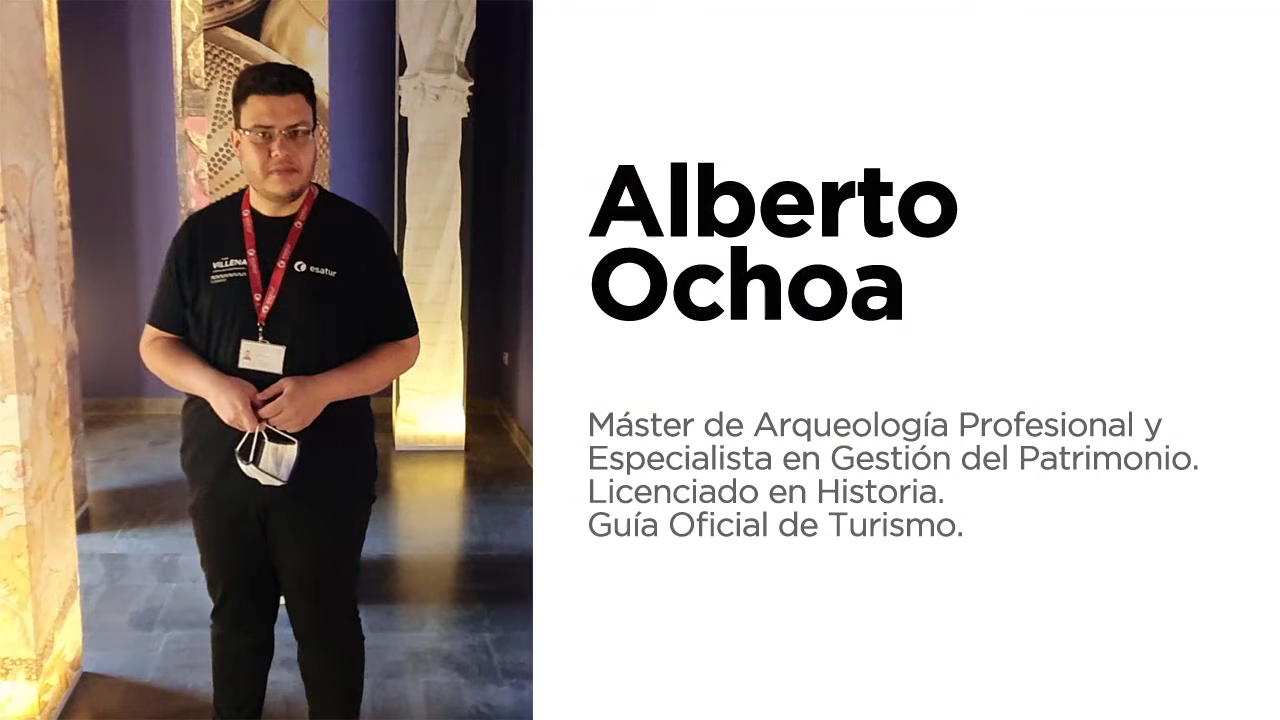 VILLENA
esatur
Alberto
Ochoa
Máster de Arqueología Profesional y
Especialista en Gestión del Patrimonio.
Licenciado en Historia.
Guía Oficial de Turismo.